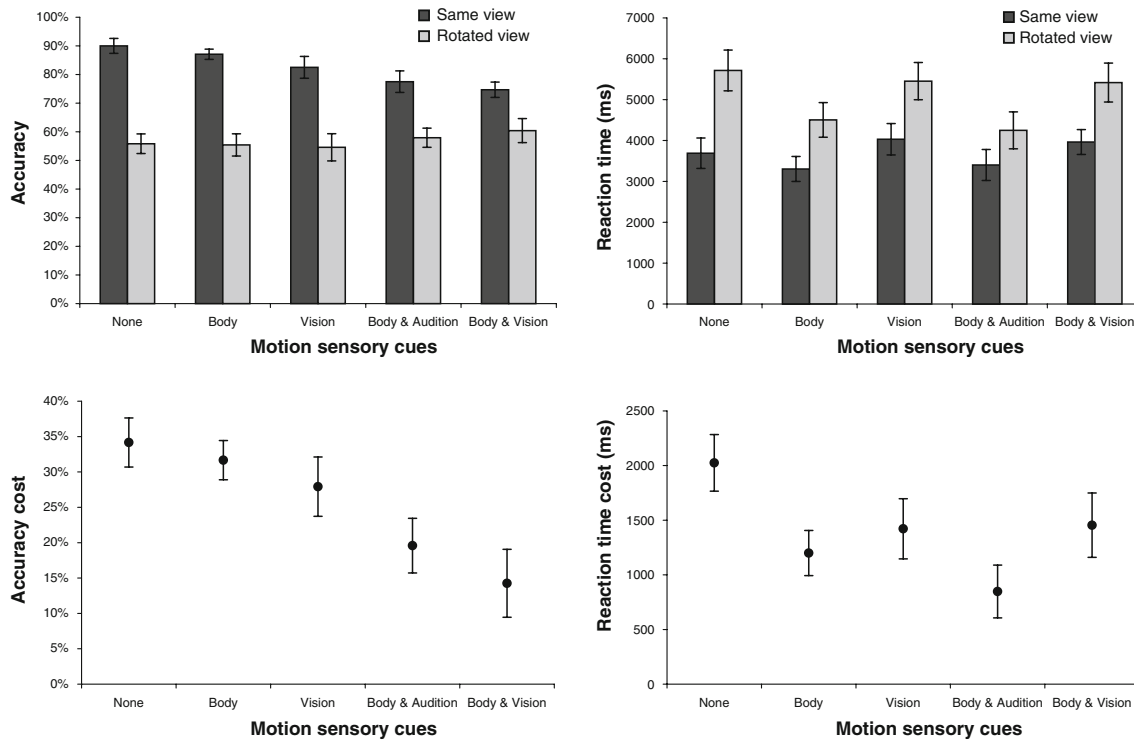 100%
90%
80%
70%
60%
50%
40%
30%
20%
10%
0%
Accuracy
Same view
Rotated view
None Body Vision Body & Audition Body & Vision
Motion sensory cues
7000
6000
5000
4000
3000
2000
1000
0
Reaction time (ms)
Same view
Rotated view
None Body Vision Body & Audition Body & Vision
Motion sensory cues
40%
35%
30%
25%
20%
15%
10%
5%
0%
Accuracy cost
None Body Vision Body & Audition Body & Vision
Motion sensory cues
2500
2000
1500
1000
500
0
Reaction time cost (ms)
None Body Vision Body & Audition Body & Vision
Motion sensory cues